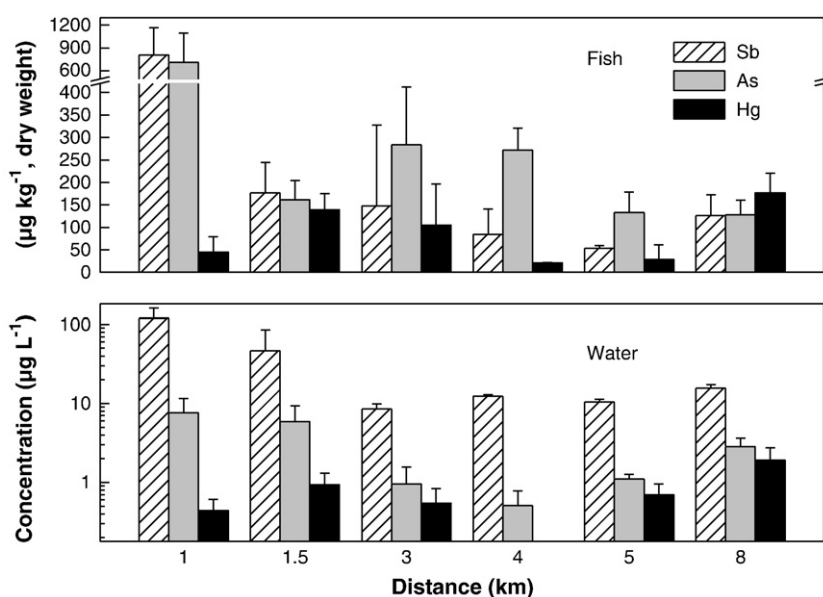 1200
900
600
400
350
300
250
200
150
100
50
0
(µg kg⁻¹, dry weight)
Fish
Sb
As
Hg
100
10
1
Concentration (µg L⁻¹)
Water
1 1.5 3 4 5 8
Distance (km)